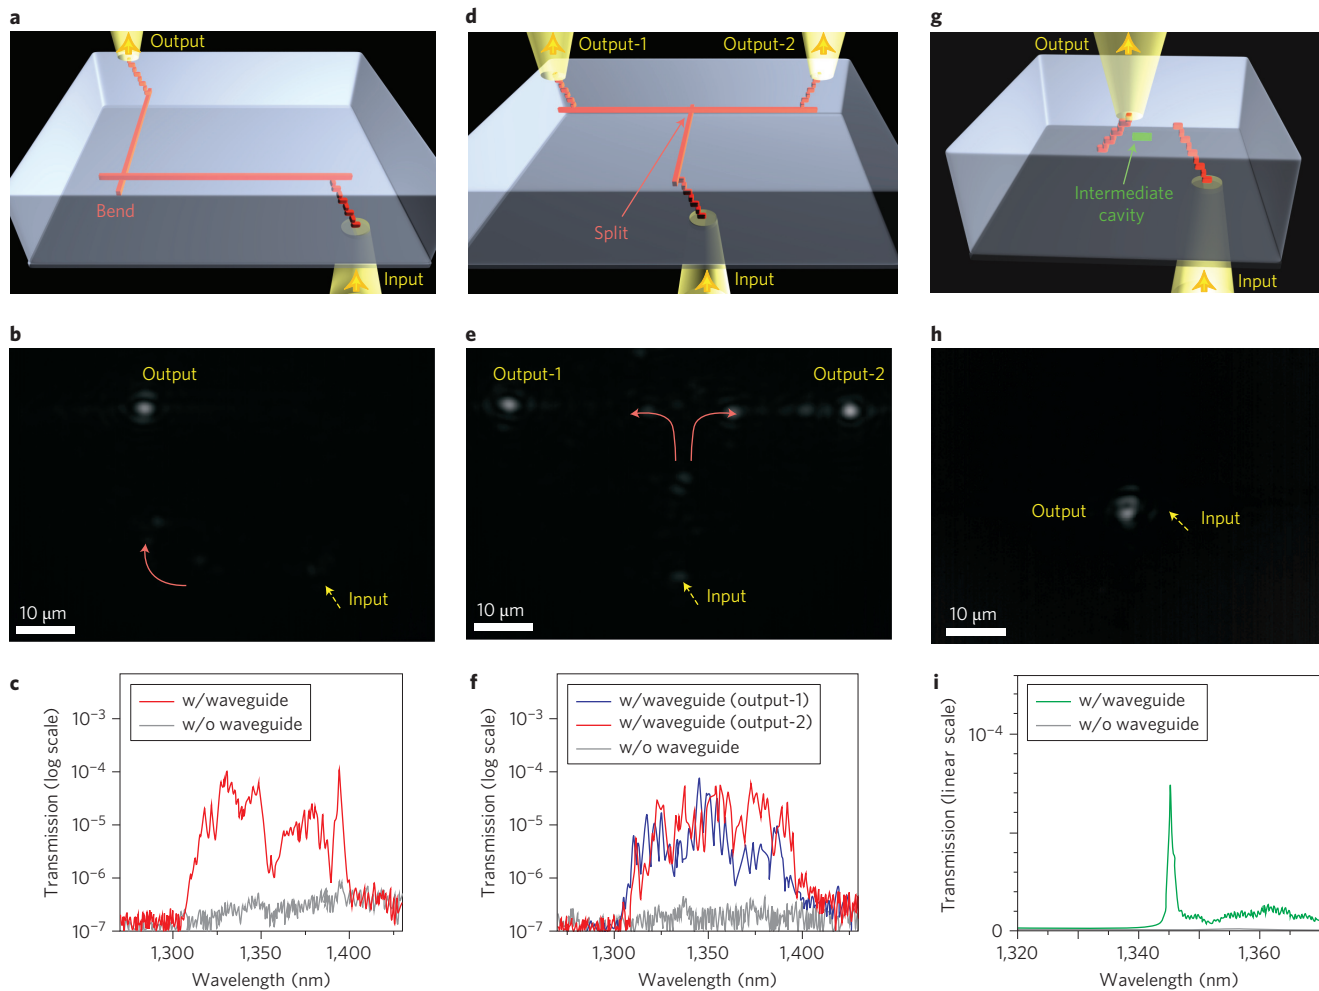 a
Output
Bend
Input
d
Output-1
Output-2
Split
Input
g
Output
Intermediate
cavity
Input
b
Output
Input
10 μm
e
Output-1
Output-2
Input
10 μm
h
Output
Input
10 μm
c
w/waveguide
w/o waveguide
Transmission (log scale)
10⁻³
10⁻⁴
10⁻⁵
10⁻⁶
10⁻⁷
1,300
1,350
1,400
Wavelength (nm)
f
w/waveguide (output-1)
w/waveguide (output-2)
w/o waveguide
Transmission (log scale)
10⁻³
10⁻⁴
10⁻⁵
10⁻⁶
10⁻⁷
1,300
1,350
1,400
Wavelength (nm)
i
w/waveguide
w/o waveguide
Transmission (linear scale)
10⁻⁴
0
1,320
1,340
1,360
Wavelength (nm)